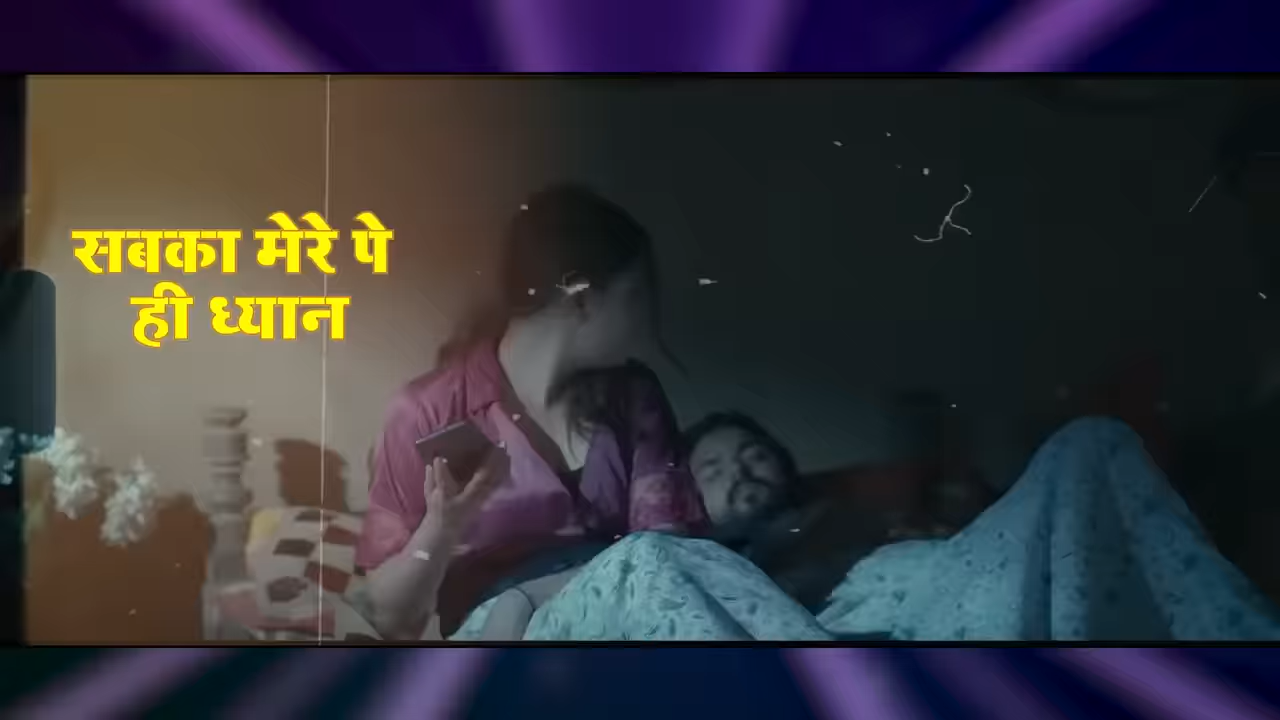 सबका मेरे पे
ही ध्यान